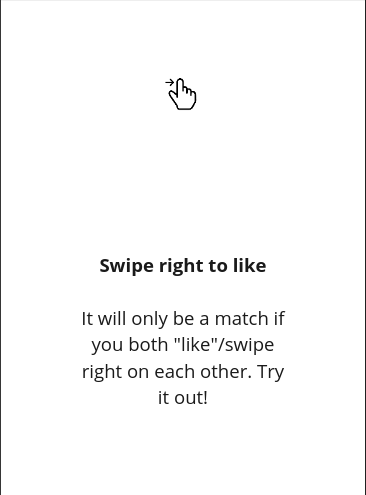 Swipe right to like
It will only be a match if
you both "like"/swipe
right on each other. Try
it out!